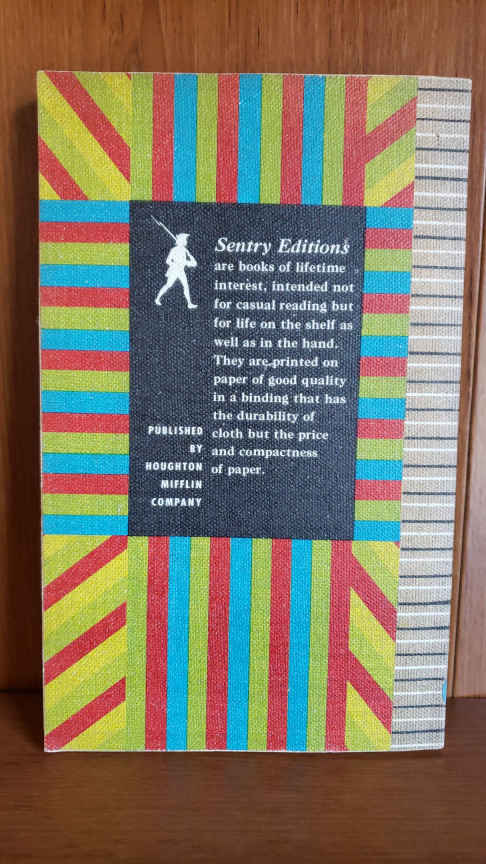 Sentry Editions
are books of lifetime
interest, intended not
for casual reading but
for life on the shelf as
well as in the hand.
They are printed on
paper of good quality
in a binding that has
the durability of
cloth but the price
and compactness
of paper.
PUBLISHED
BY
HOUGHTON
MIFFLIN
COMPANY